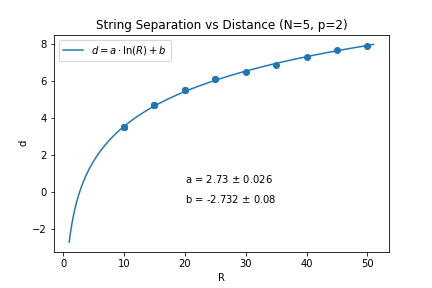 String Separation vs Distance (N=5, p=2)
d = a · ln(R) + b
8
6
4
2
0
−2
d
a = 2.73 ± 0.026
b = -2.732 ± 0.08
0 10 20 30 40 50
R